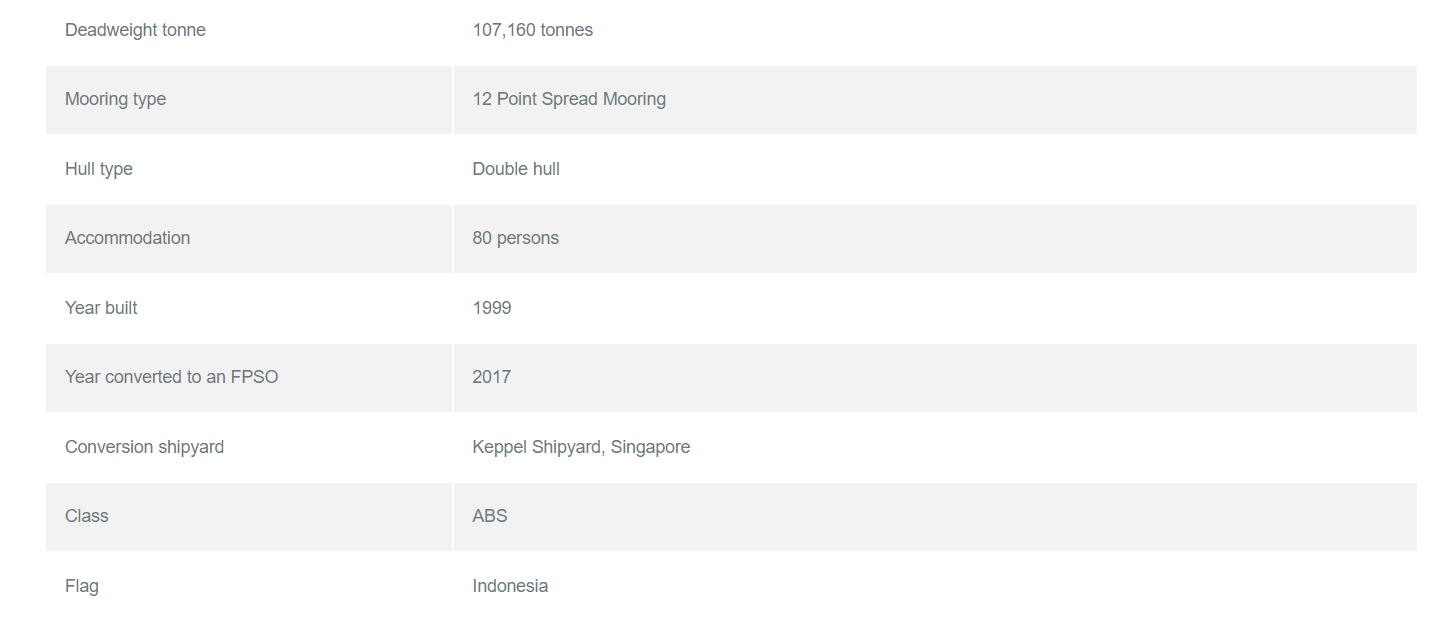 Deadweight tonne 107,160 tonnes
Mooring type 12 Point Spread Mooring
Hull type Double hull
Accommodation 80 persons
Year built 1999
Year converted to an FPSO 2017
Conversion shipyard Keppel Shipyard, Singapore
Class ABS
Flag Indonesia